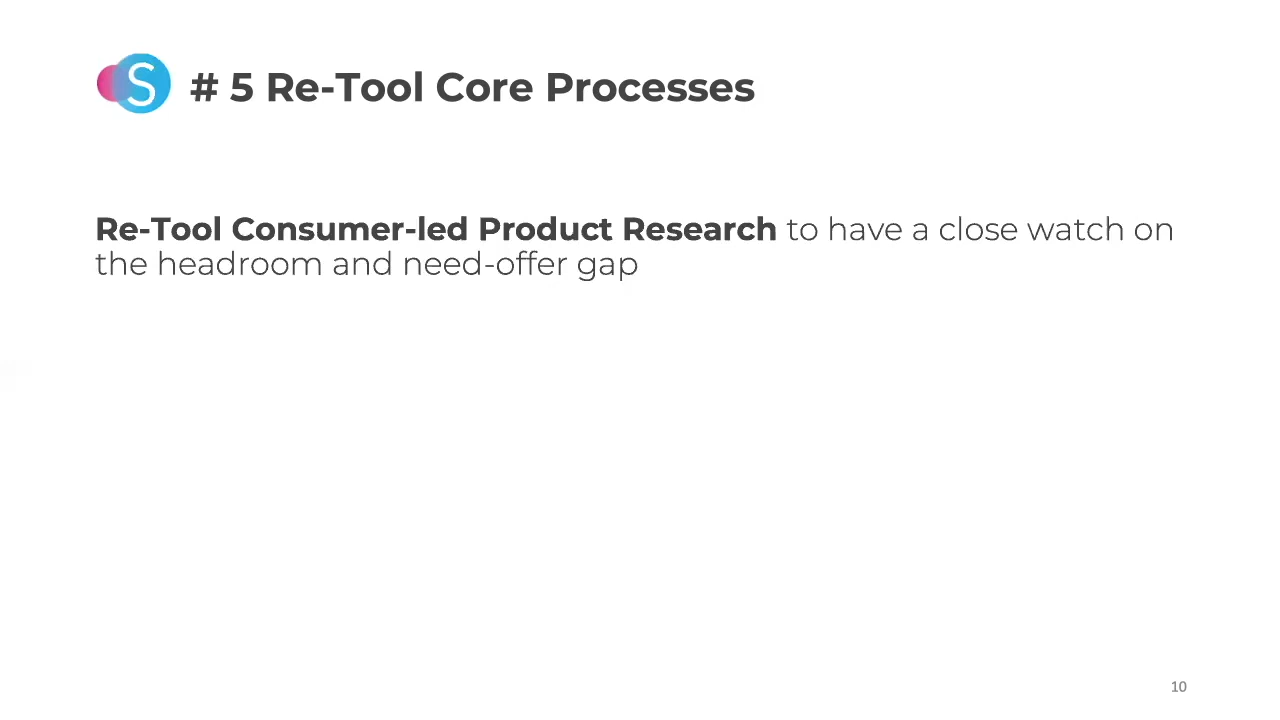 S
# 5 Re-Tool Core Processes
Re-Tool Consumer-led Product Research to have a close watch on
the headroom and need-offer gap
10